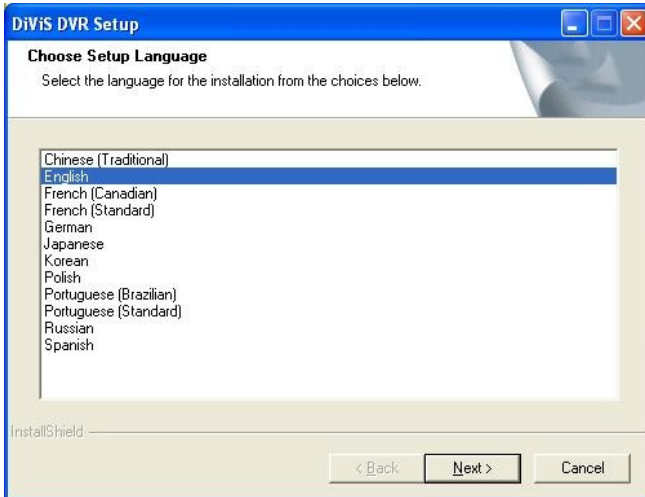 DiViS DVR Setup
Choose Setup Language
Select the language for the installation from the choices below.
Chinese (Traditional)
English
French (Canadian)
French (Standard)
German
Japanese
Korean
Polish
Portuguese (Brazilian)
Portuguese (Standard)
Russian
Spanish
InstallShield
< Back
Next >
Cancel